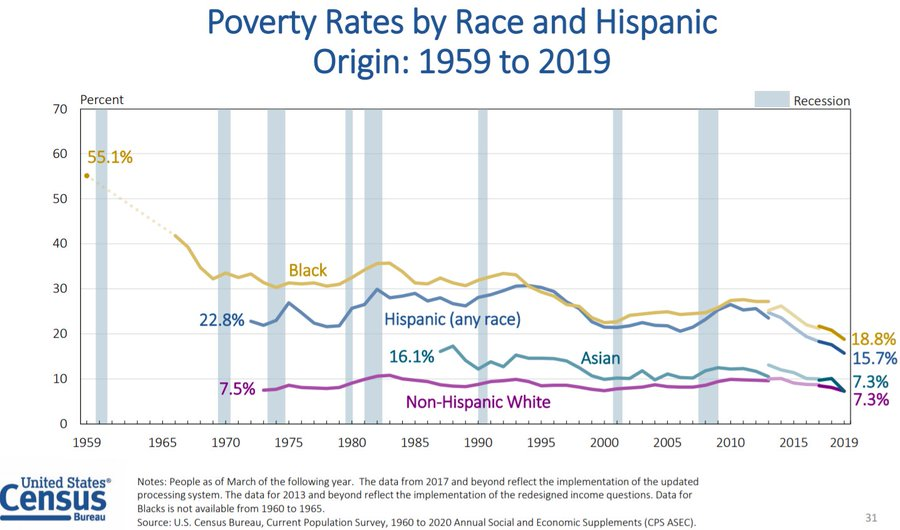 Poverty Rates by Race and Hispanic
Origin: 1959 to 2019
Percent
Recession
70
60
50
40
30
20
10
0
55.1%
Black
22.8%
Hispanic (any race)
16.1%
Asian
7.5%
Non-Hispanic White
18.8%
15.7%
7.3%
7.3%
1959 1965 1970 1975 1980 1985 1990 1995 2000 2005 2010 2015 2019
United States®
Census
Bureau
Notes: People as of March of the following year. The data from 2017 and beyond reflect the implementation of the updated
processing system. The data for 2013 and beyond reflect the implementation of the redesigned income questions. Data for
Blacks is not available from 1960 to 1965.
Source: U.S. Census Bureau, Current Population Survey, 1960 to 2020 Annual Social and Economic Supplements (CPS ASEC).
31